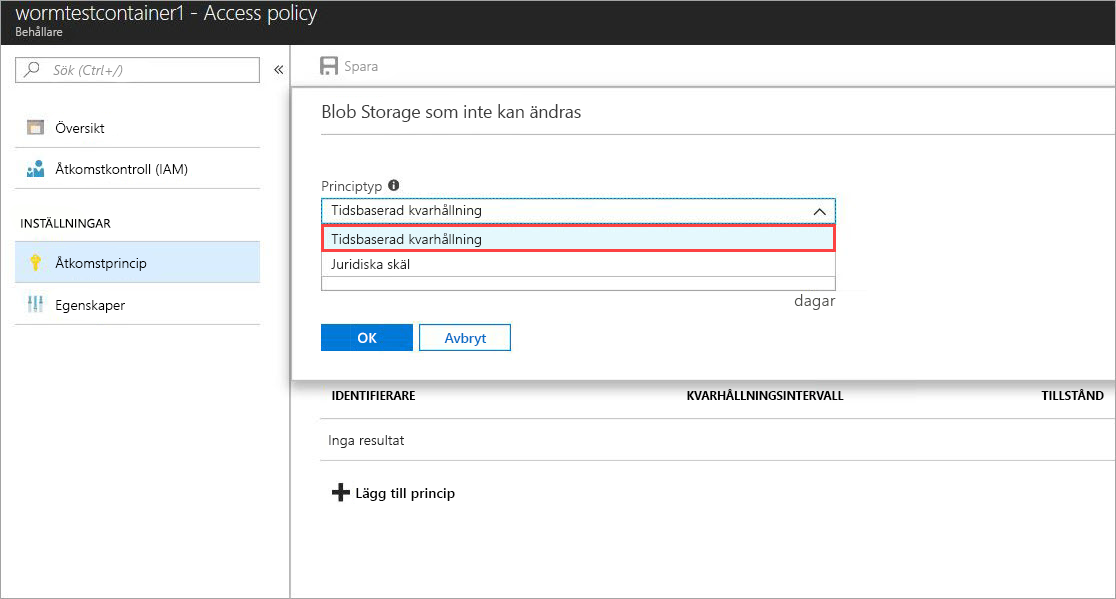 wormtestcontainer1 - Access policy
Behållare
Sök (Ctrl+/)
«
Översikt
Åtkomstkontroll (IAM)
INSTÄLLNINGAR
Åtkomstprincip
Egenskaper
Spara
Blob Storage som inte kan ändras
Principtyp
Tidsbaserad kvarhållning
Tidsbaserad kvarhållning
Juridiska skäl
dagar
OK Avbryt
IDENTIFIERARE KVARHÅLLNINGSINTERVALL TILLSTÅND
Inga resultat
Lägg till princip